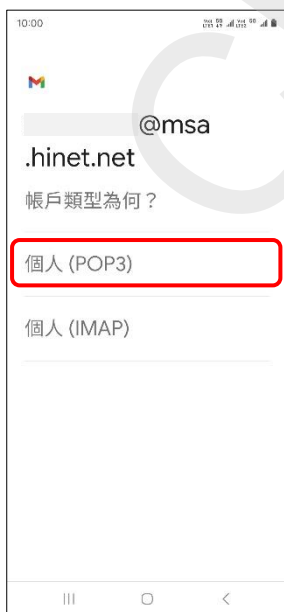 10:00
@msa
.hinet.net
帳戶類型為何？
個人 (POP3)
個人 (IMAP)